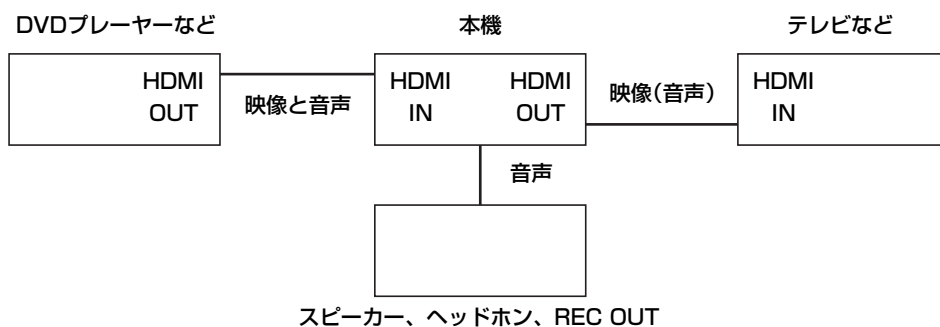 DVDプレーヤーなど
本機
テレビなど
HDMI
OUT
映像と音声
HDMI
IN
HDMI
OUT
映像(音声)
HDMI
IN
音声
スピーカー、ヘッドホン、REC OUT